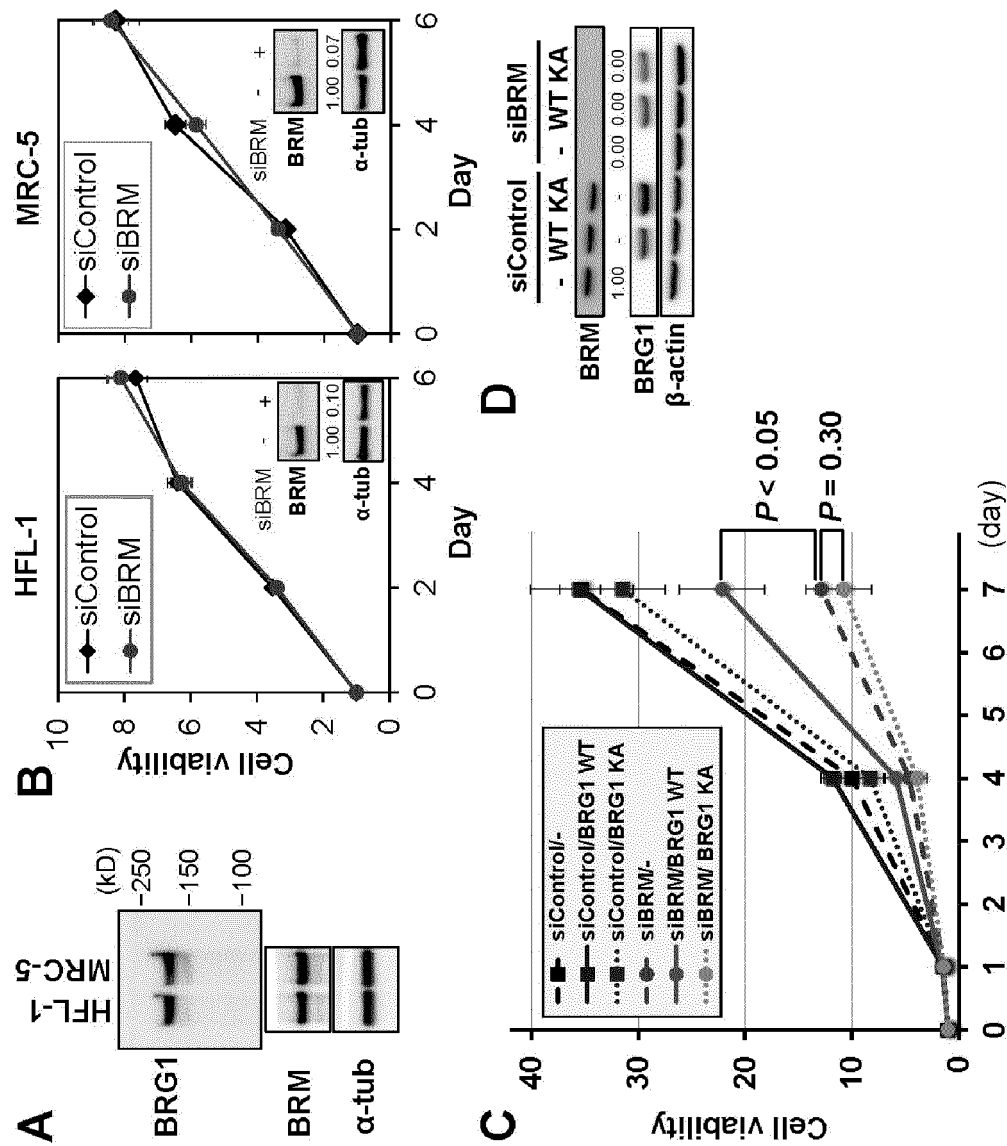 A
HFL-1
MRC-5
(kD)
BRG1
–250
–150
–100
BRM
α-tub
B
HFL-1
Cell viability
10
8
6
4
2
0
siControl
siBRM
siBRM - +
BRM
1.00 0.10
α-tub
0 2 4 6
Day
MRC-5
siControl
siBRM
siBRM - +
BRM
1.00 0.07
α-tub
0 2 4 6
Day
C
Cell viability
40
30
20
10
0
siControl/-
siControl/BRG1 WT
siControl/BRG1 KA
siBRM/-
siBRM/BRG1 WT
siBRM/ BRG1 KA
P < 0.05
P = 0.30
0 1 2 3 4 5 6 7 (day)
D
siControl siBRM
- WT KA - WT KA
BRM
1.00 - - 0.00 0.00 0.00
BRG1
β-actin